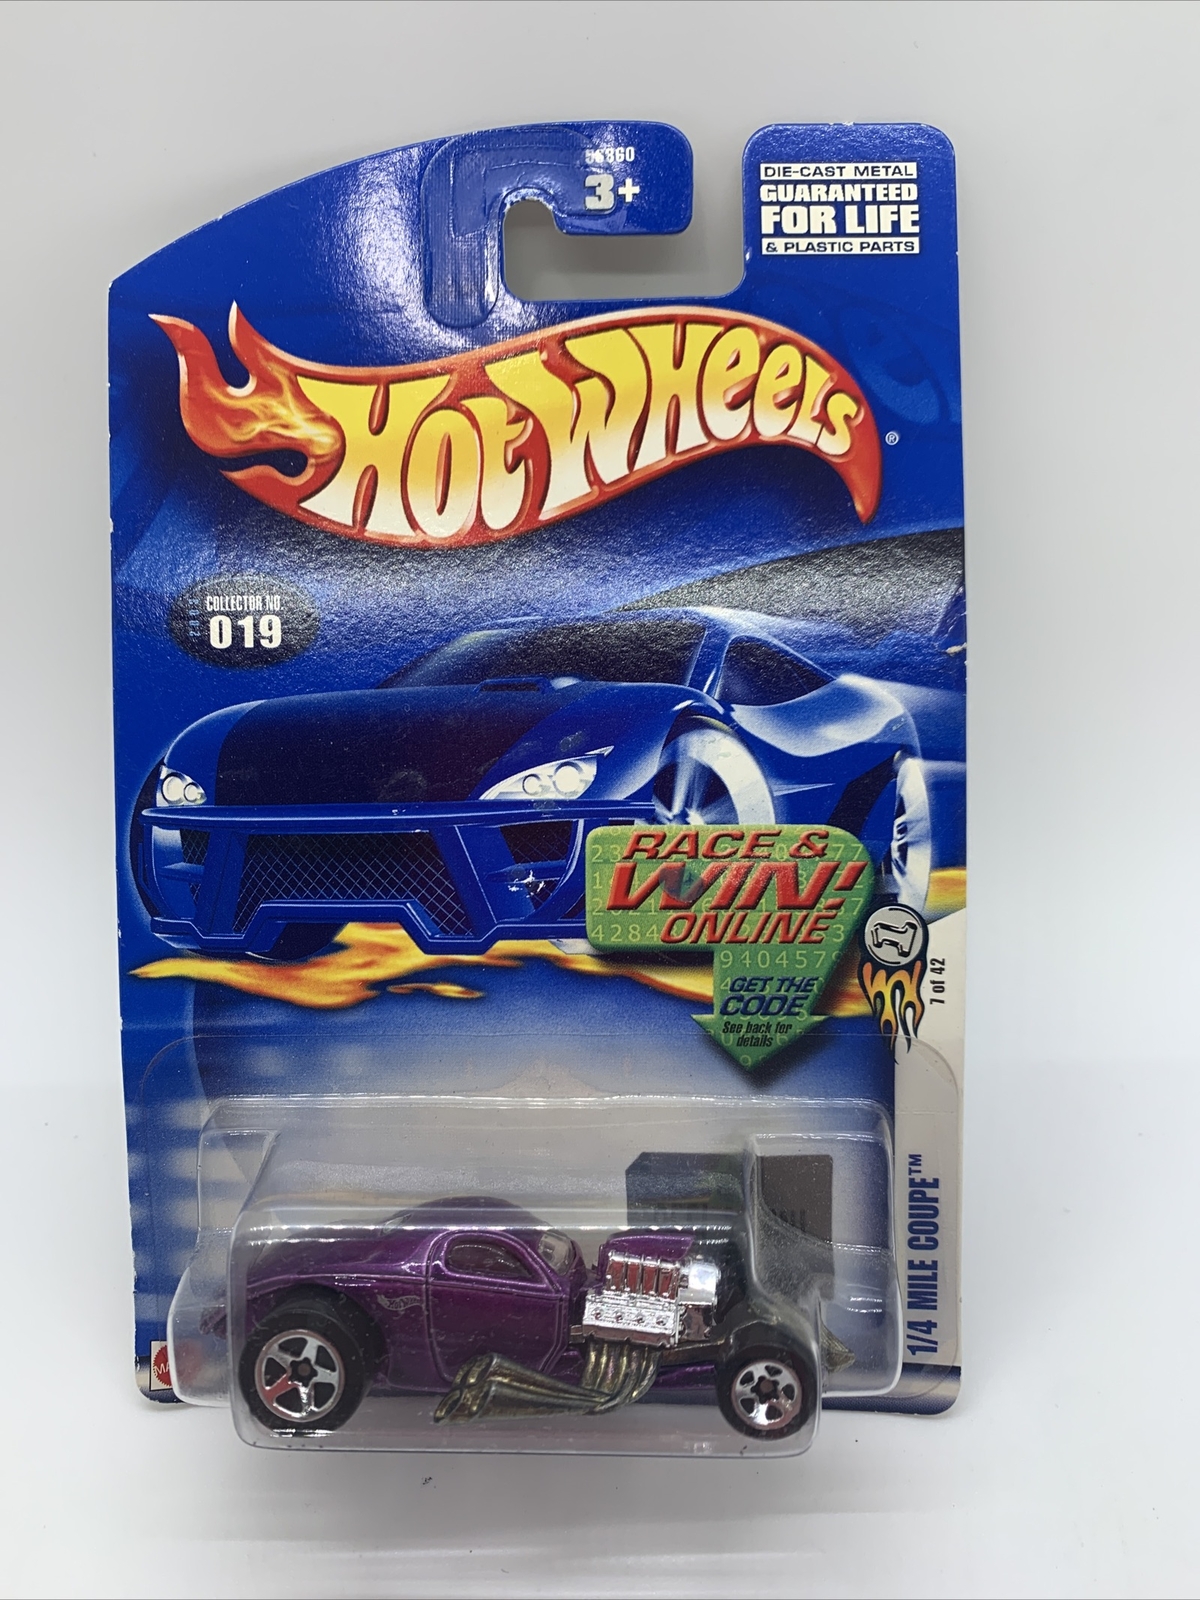 3+
DIE-CAST METAL
GUARANTEED
FOR LIFE
& PLASTIC PARTS
HOT WHEELS
®
COLLECTOR NO.
019
RACE &
WIN!
ONLINE
GET THE
CODE
See back for
details
7 of 42
1/4 MILE COUPE™